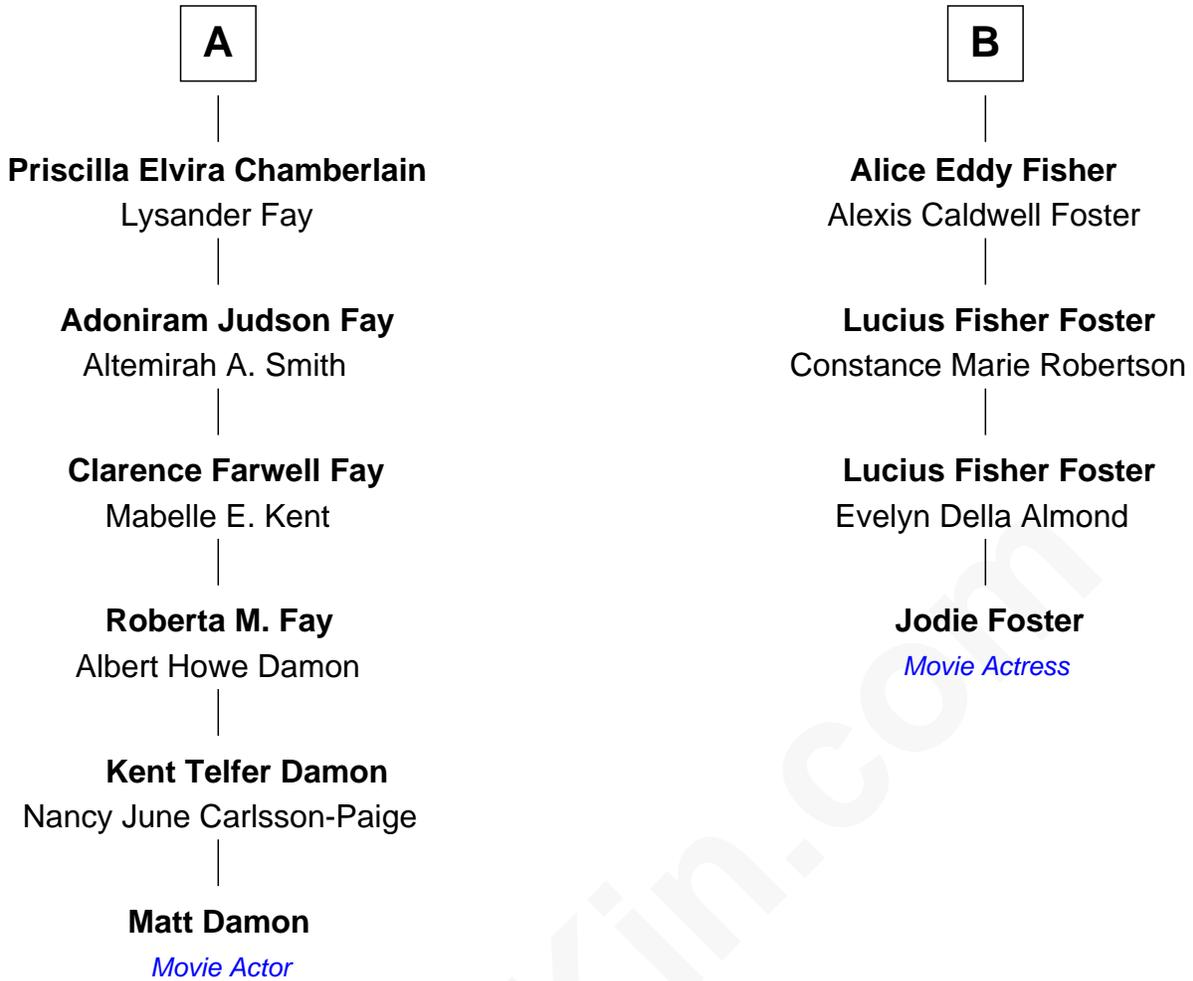 A
Priscilla Elvira Chamberlain
Lysander Fay
Adoniram Judson Fay
Altemirah A. Smith
Clarence Farwell Fay
Mabelle E. Kent
Roberta M. Fay
Albert Howe Damon
Kent Telfer Damon
Nancy June Carlsson-Paige
Matt Damon
Movie Actor
B
Alice Eddy Fisher
Alexis Caldwell Foster
Lucius Fisher Foster
Constance Marie Robertson
Lucius Fisher Foster
Evelyn Della Almond
Jodie Foster
Movie Actress
Kin.com